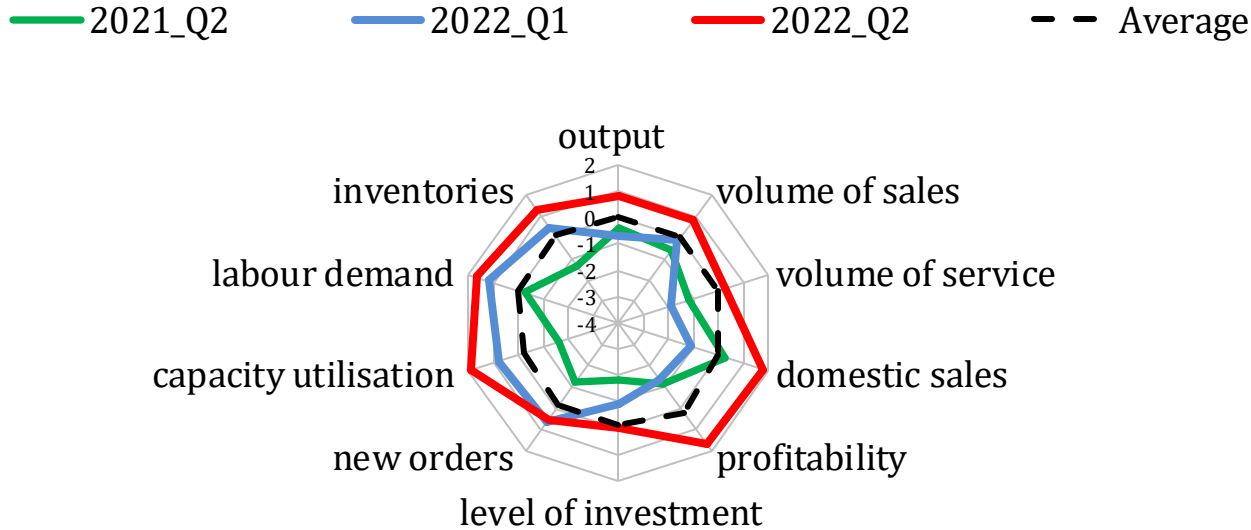 2021_Q2 2022_Q1 2022_Q2 Average
output
2
inventories 1 volume of sales
0
-1
labour demand -2 volume of service
-3
-4
capacity utilisation domestic sales
new orders profitability
level of investment